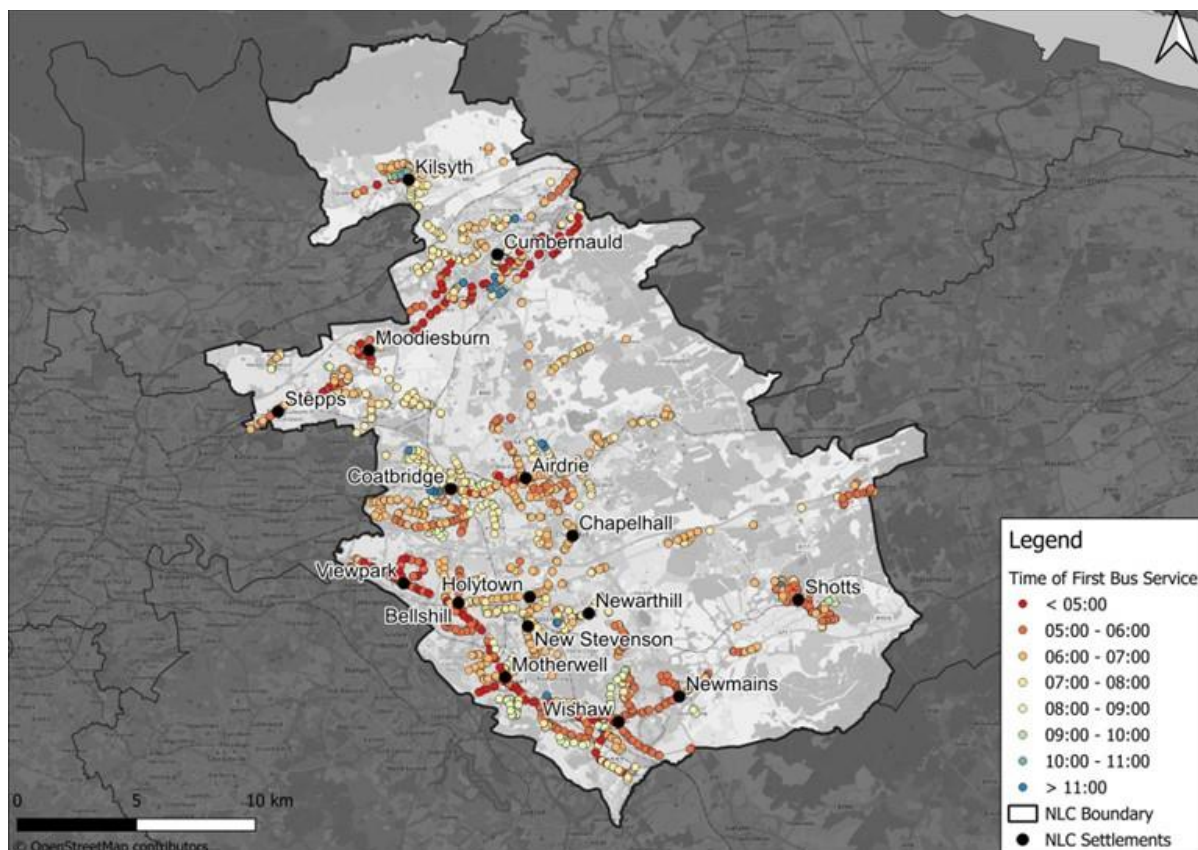 Kilsyth
Cumbernauld
Moodiesburn
Stepps
Airdrie
Coatbridge
Chapelhall
Viewpark
Holytown
Newarthill
Bellshill
New Stevenson
Motherwell
Wishaw
Newmains
Shotts
Legend
Time of First Bus Service
< 05:00
05:00 - 06:00
06:00 - 07:00
07:00 - 08:00
08:00 - 09:00
09:00 - 10:00
10:00 - 11:00
> 11:00
NLC Boundary
NLC Settlements
0 5 10 km
© OpenStreetMap contributors.